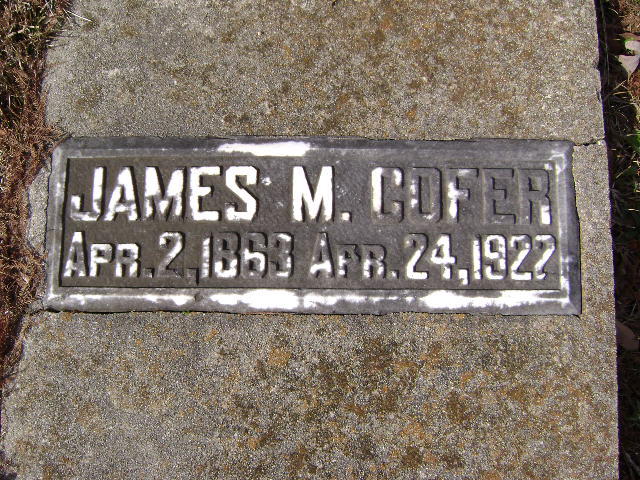 JAMES M. COFER
APR. 2, 1863 APR. 24, 1922